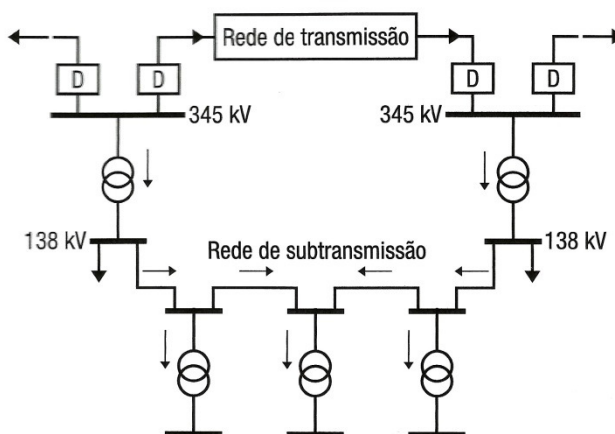 Rede de transmissão
D
D
D
D
345 kV
345 kV
138 kV
138 kV
Rede de subtransmissão